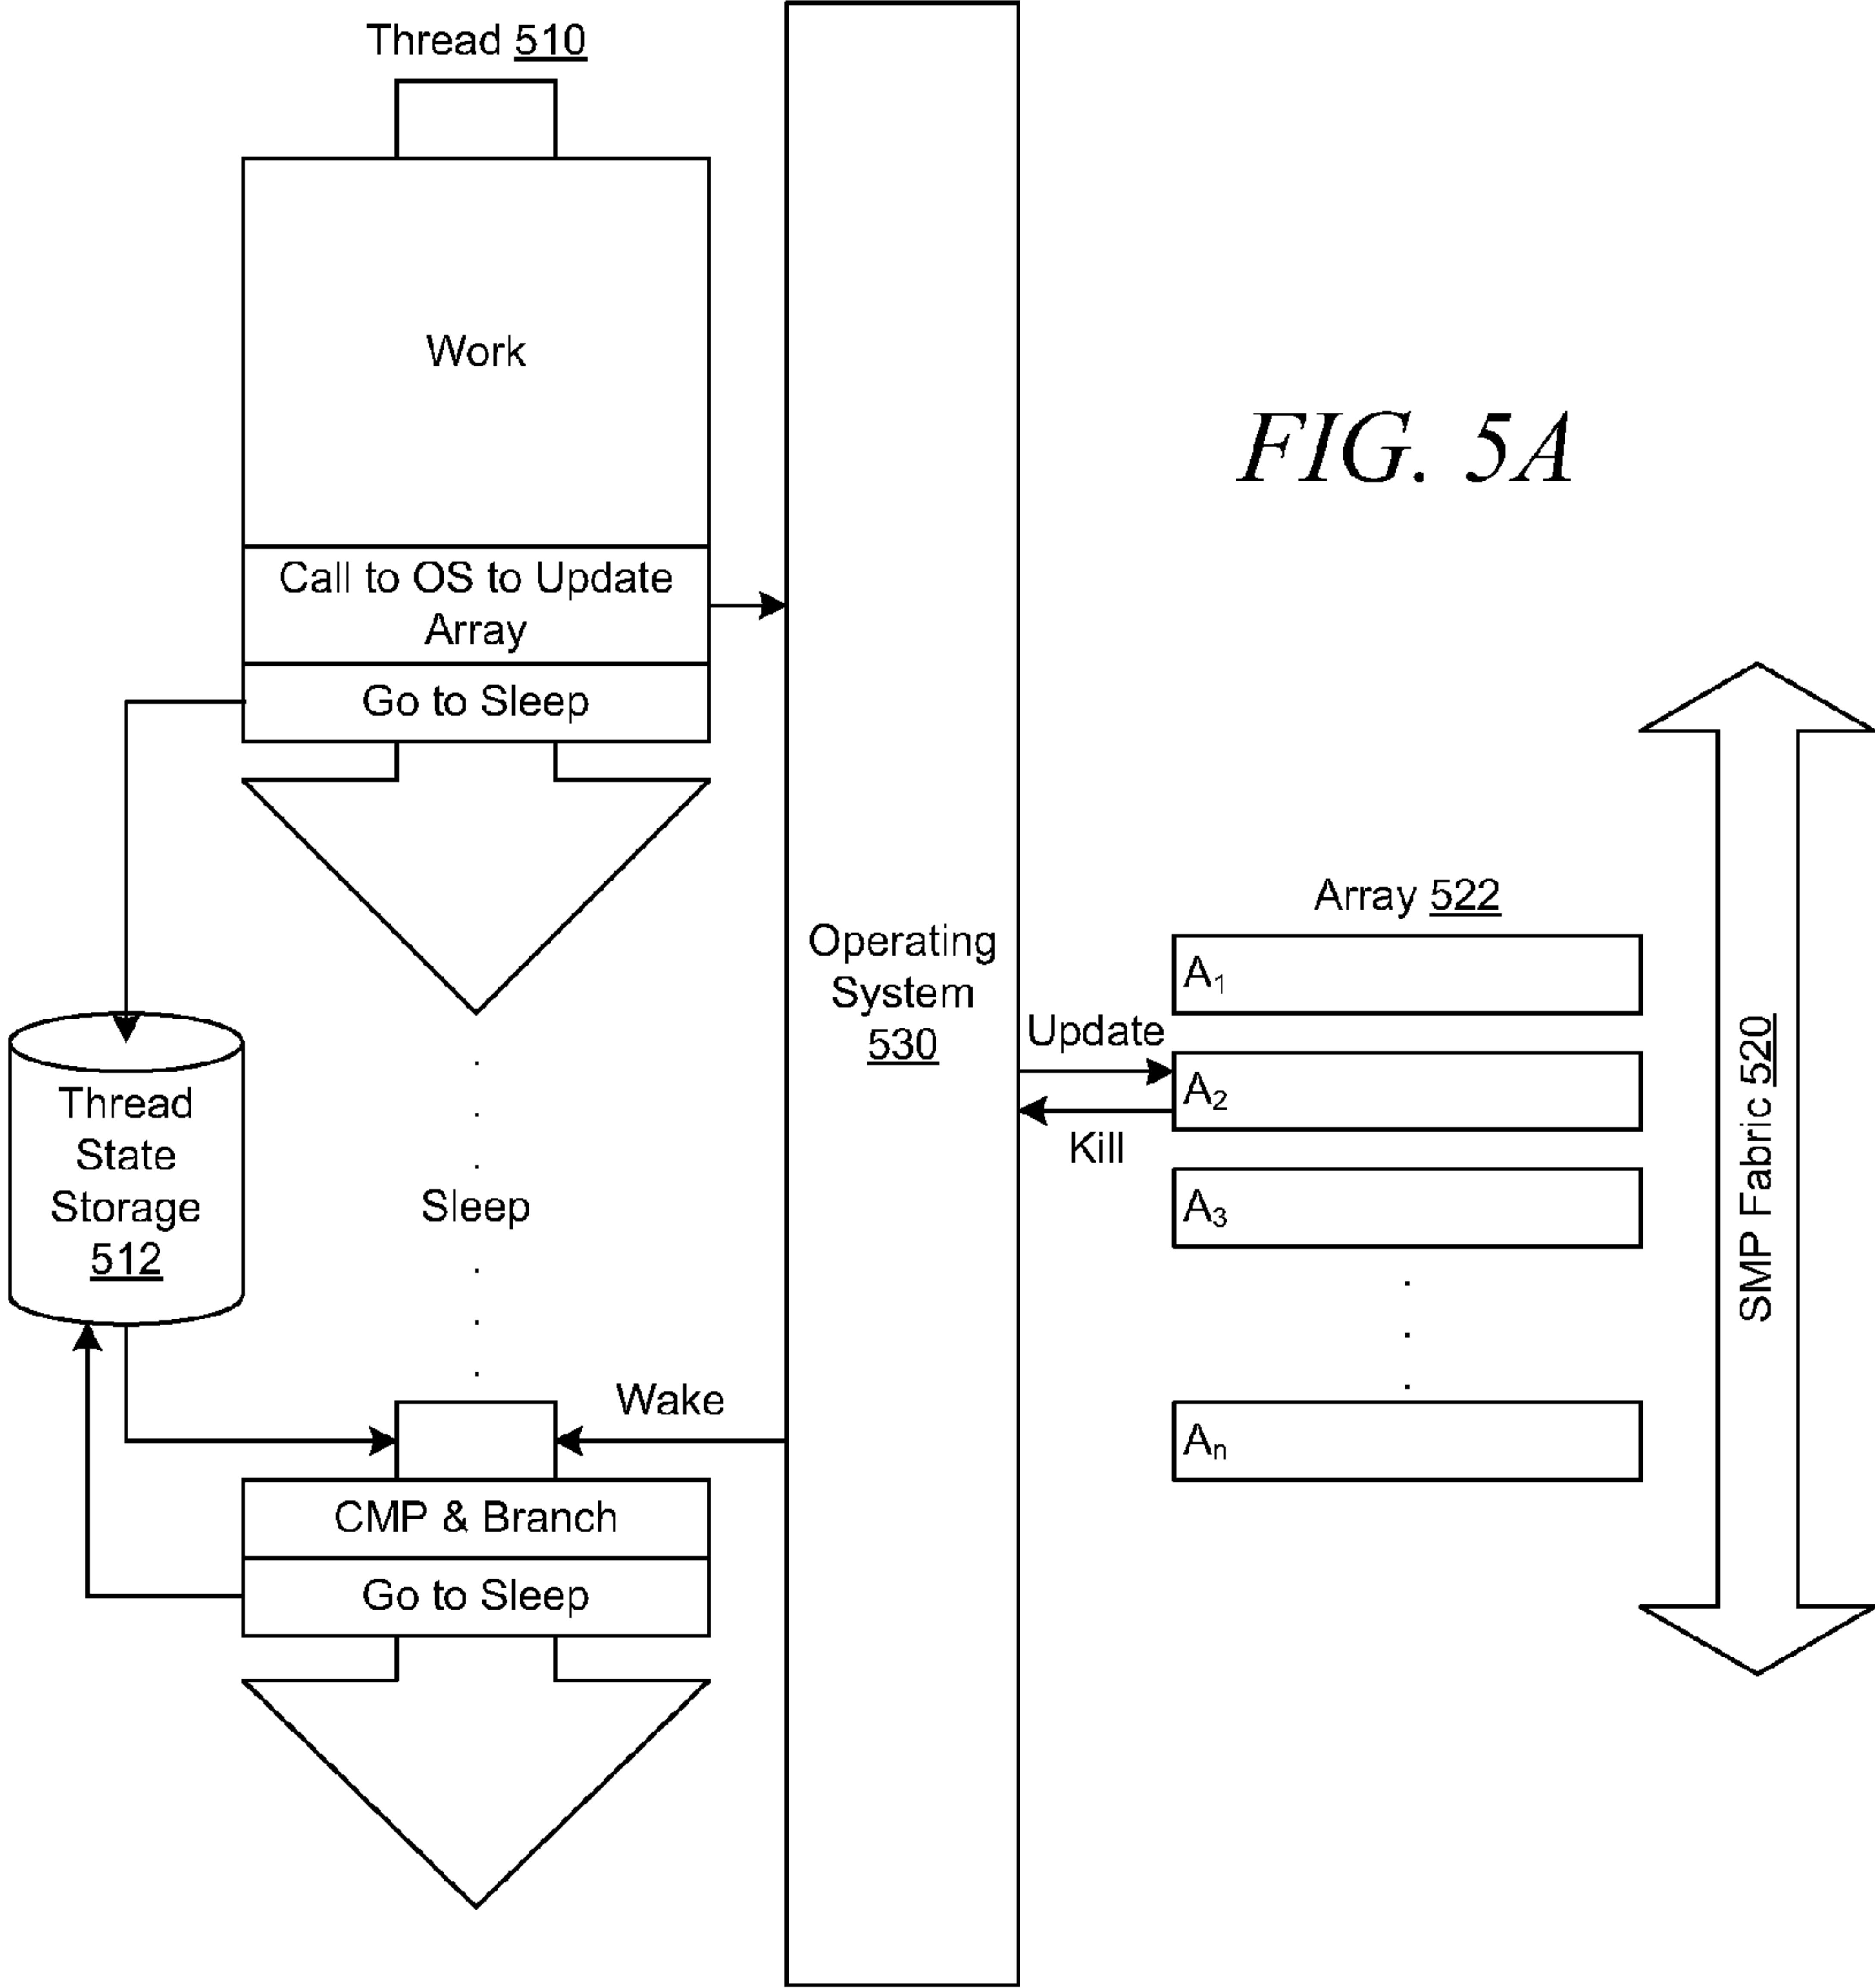 Thread 510
Work
Call to OS to Update
Array
Go to Sleep
FIG. 5A
Thread
State
Storage
512
Sleep
Operating
System
530
Update
Kill
Array 522
A1
A2
A3
An
SMP Fabric 520
Wake
CMP & Branch
Go to Sleep